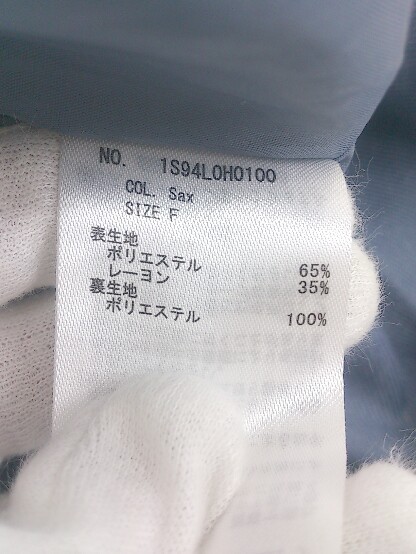 NO. 1S94L0H0100
COL. Sax
SIZE F
表生地
ポリエステル 65%
レーヨン 35%
裏生地
ポリエステル 100%